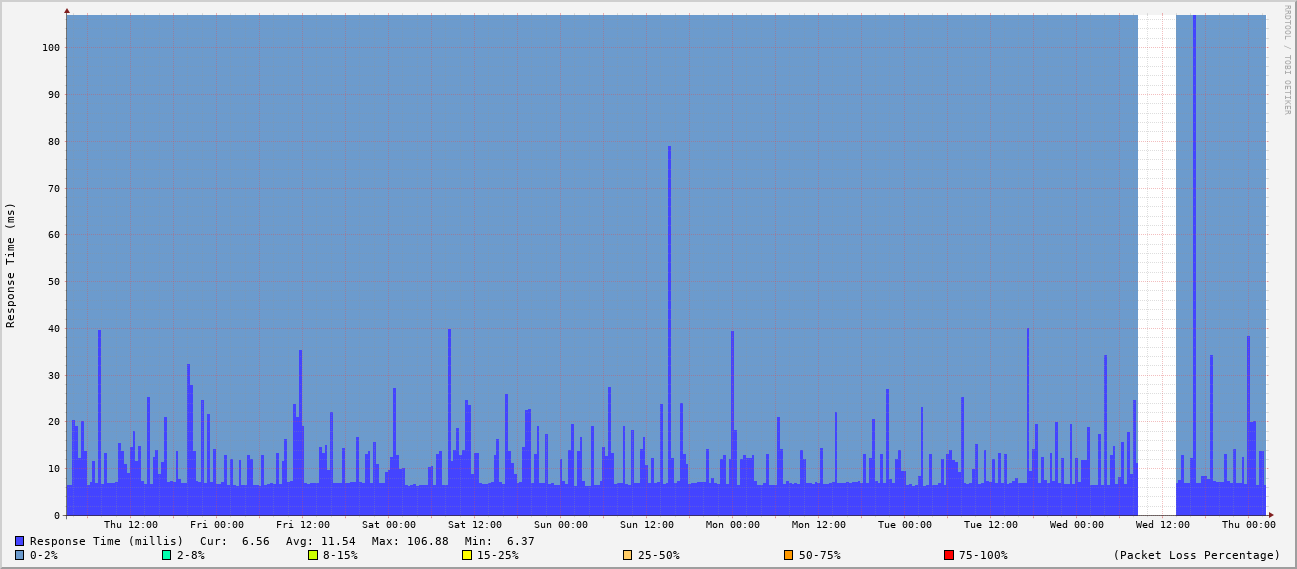 RRDTOOL / TOBI OETIKER
Response Time (ms)
100
90
80
70
60
50
40
30
20
10
0
Thu 12:00 Fri 00:00 Fri 12:00 Sat 00:00 Sat 12:00 Sun 00:00 Sun 12:00 Mon 00:00 Mon 12:00 Tue 00:00 Tue 12:00 Wed 00:00 Wed 12:00 Thu 00:00
Response Time (millis) Cur: 6.56 Avg: 11.54 Max: 106.88 Min: 6.37
0-2% 2-8% 8-15% 15-25% 25-50% 50-75% 75-100% (Packet Loss Percentage)